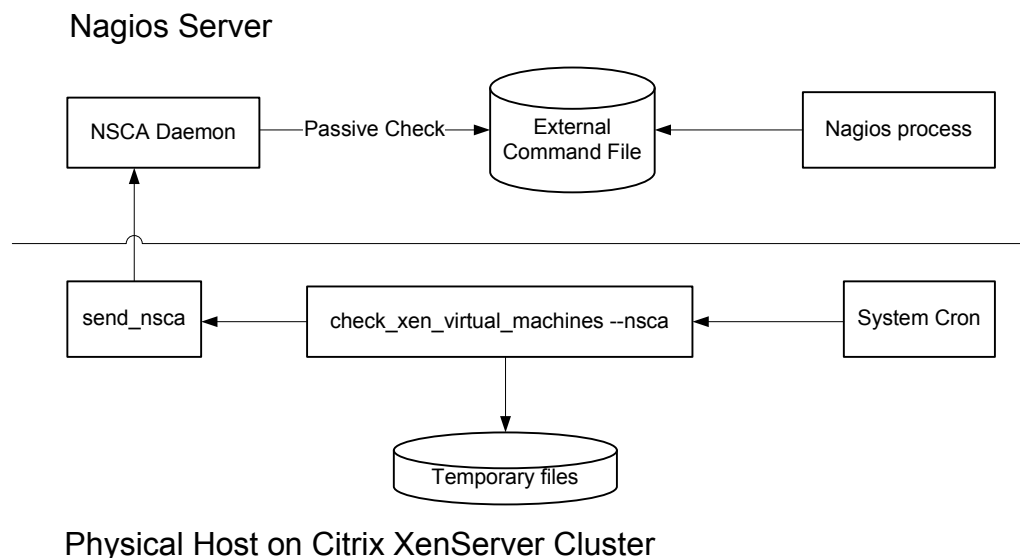 Nagios Server
NSCA Daemon
Passive Check
External
Command File
Nagios process
send_nsca
check_xen_virtual_machines --nsca
System Cron
Temporary files
Physical Host on Citrix XenServer Cluster